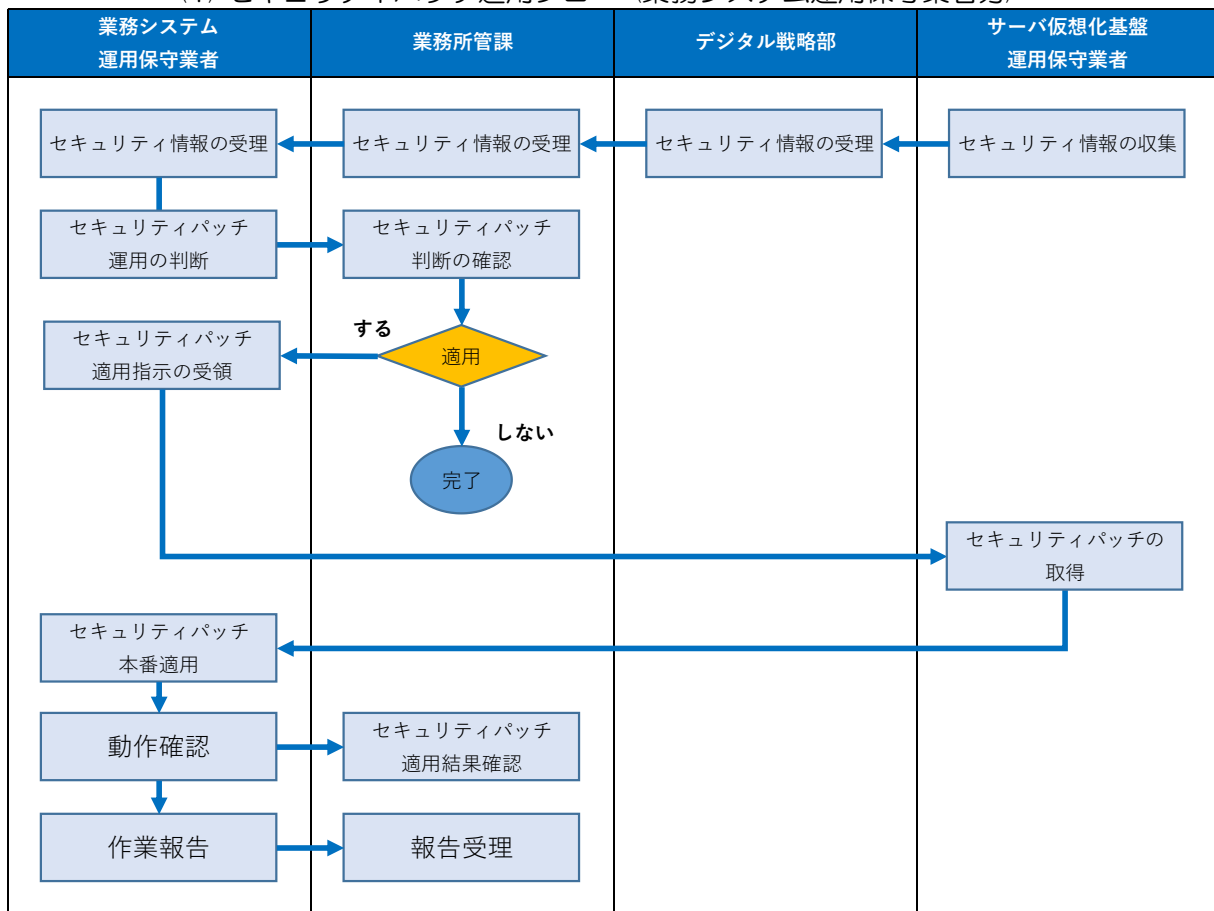 業務システム
運用保守業者
業務所管課
デジタル戦略部
サーバ仮想化基盤
運用保守業者
セキュリティ情報の受理
セキュリティ情報の受理
セキュリティ情報の受理
セキュリティ情報の収集
セキュリティパッチ
運用の判断
セキュリティパッチ
判断の確認
セキュリティパッチ
適用指示の受領
する
適用
しない
完了
セキュリティパッチの
取得
セキュリティパッチ
本番適用
動作確認
セキュリティパッチ
適用結果確認
作業報告
報告受理